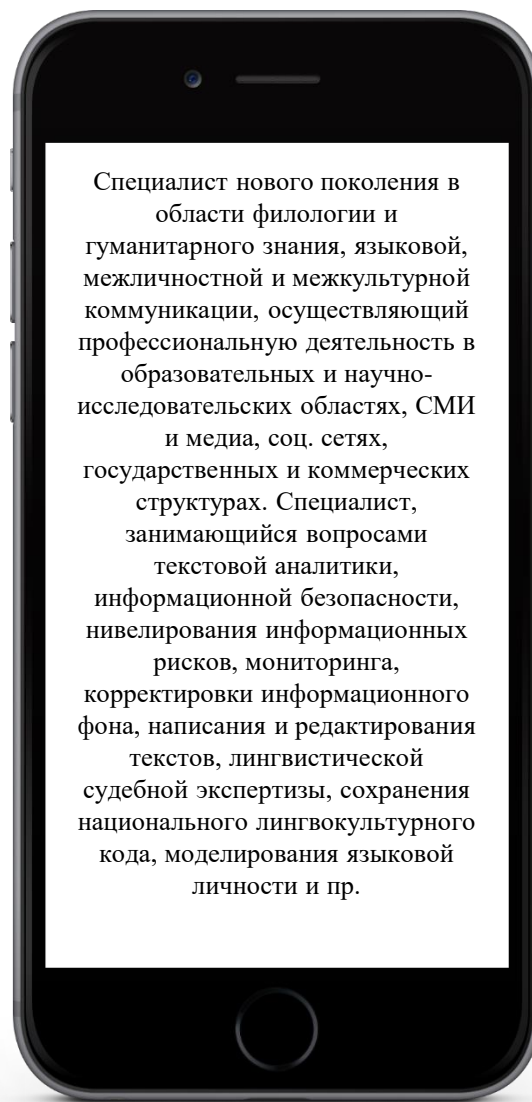 Специалист нового поколения в
области филологии и
гуманитарного знания, языковой,
межличностной и межкультурной
коммуникации, осуществляющий
профессиональную деятельность в
образовательных и научно-
исследовательских областях, СМИ
и медиа, соц. сетях,
государственных и коммерческих
структурах. Специалист,
занимающийся вопросами
текстовой аналитики,
информационной безопасности,
нивелирования информационных
рисков, мониторинга,
корректировки информационного
фона, написания и редактирования
текстов, лингвистической
судебной экспертизы, сохранения
национального лингвокультурного
кода, моделирования языковой
личности и пр.